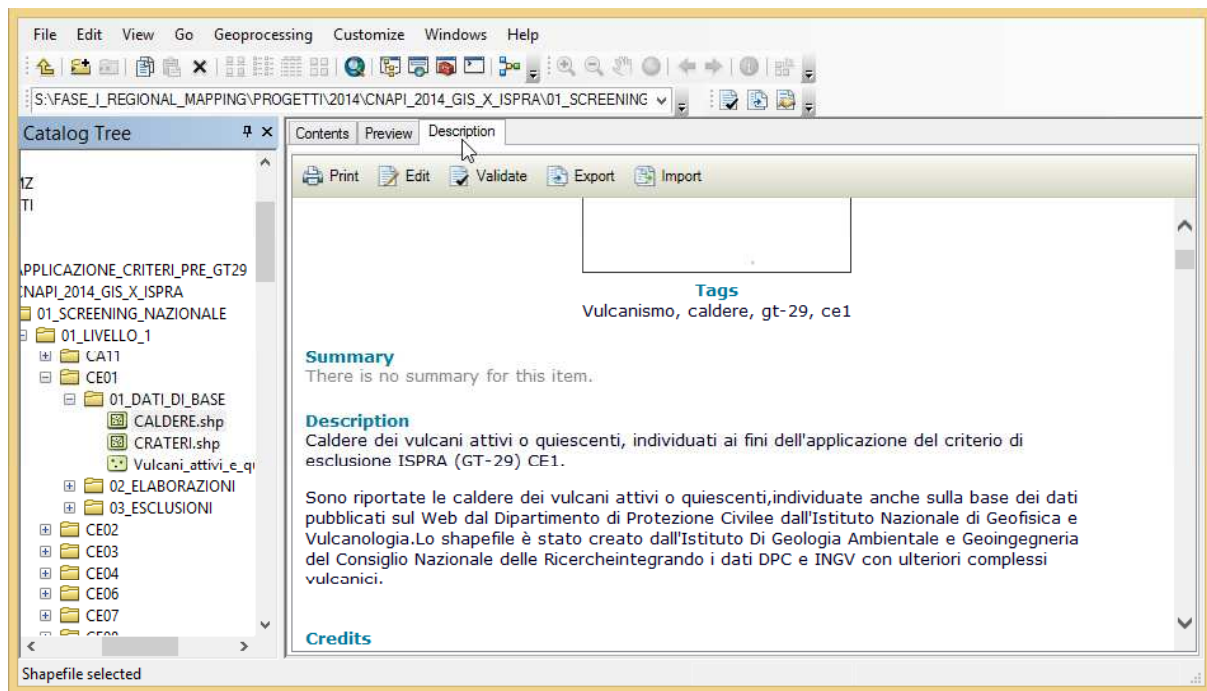 File Edit View Go Geoprocessing Customize Windows Help
S:\FASE_I_REGIONAL_MAPPING\PROGETTI\2014\CNAPI_2014_GIS_X_ISPRA\01_SCREENING
Catalog Tree
Contents Preview Description
Print Edit Validate Export Import
MZ
TI
APPLICAZIONE_CRITERI_PRE_GT29
CNAPI_2014_GIS_X_ISPRA
01_SCREENING_NAZIONALE
01_LIVELLO_1
CA11
CE01
01_DATI_DI_BASE
CALDERE.shp
CRATERI.shp
Vulcani_attivi_e_qu
02_ELABORAZIONI
03_ESCLUSIONI
CE02
CE03
CE04
CE06
CE07
CE08
Tags
Vulcanismo, caldere, gt-29, ce1
Summary
There is no summary for this item.
Description
Caldere dei vulcani attivi o quiescenti, individuati ai fini dell'applicazione del criterio di
esclusione ISPRA (GT-29) CE1.
Sono riportate le caldere dei vulcani attivi o quiescenti,individuate anche sulla base dei dati
pubblicati sul Web dal Dipartimento di Protezione Civilee dall'Istituto Nazionale di Geofisica e
Vulcanologia.Lo shapefile è stato creato dall'Istituto Di Geologia Ambientale e Geoingegneria
del Consiglio Nazionale delle Ricercheintegrando i dati DPC e INGV con ulteriori complessi
vulcanici.
Credits
Shapefile selected